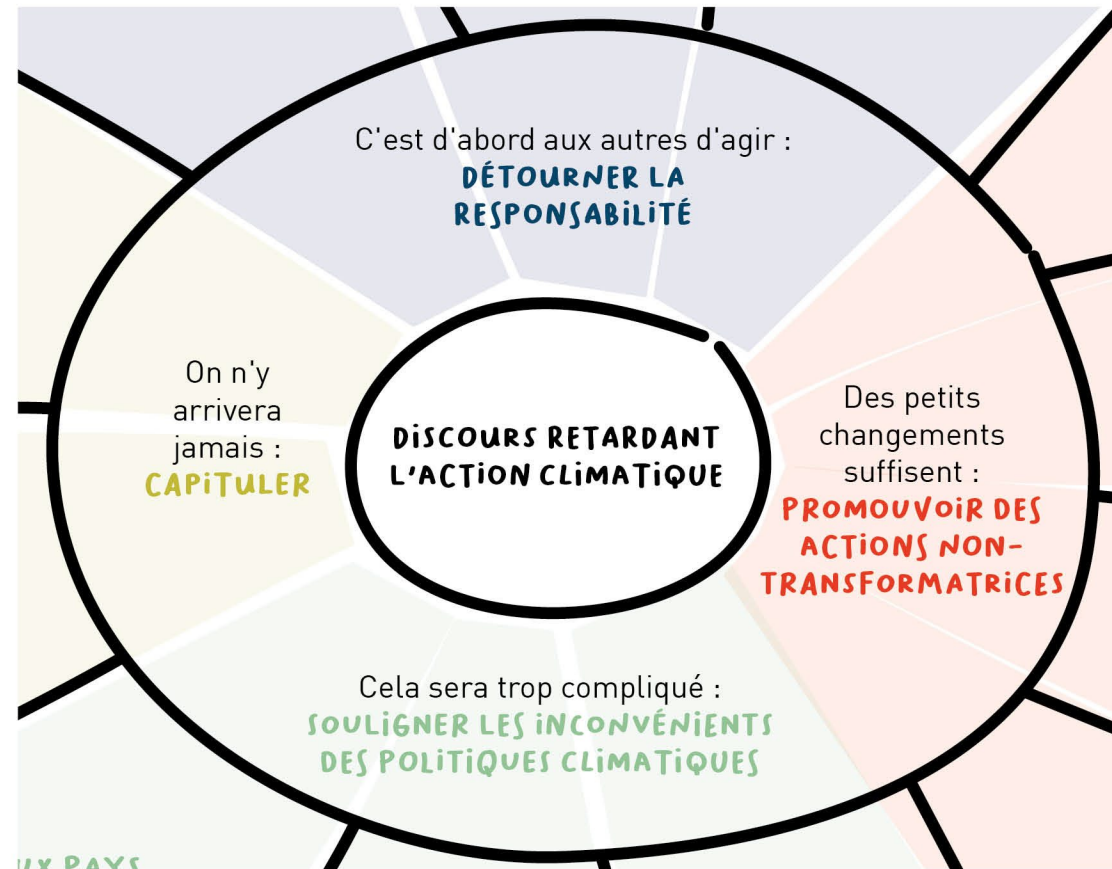 C'est d'abord aux autres d'agir :
DÉTOURNER LA
RESPONSABILITÉ
On n'y
arrivera
jamais :
CAPITULER
DISCOURS RETARDANT
L'ACTION CLIMATIQUE
Des petits
changements
suffisent :
PROMOUVOIR DES
ACTIONS NON-
TRANSFORMATRICES
Cela sera trop compliqué :
SOULIGNER LES INCONVÉNIENTS
DES POLITIQUES CLIMATIQUES
PAYS